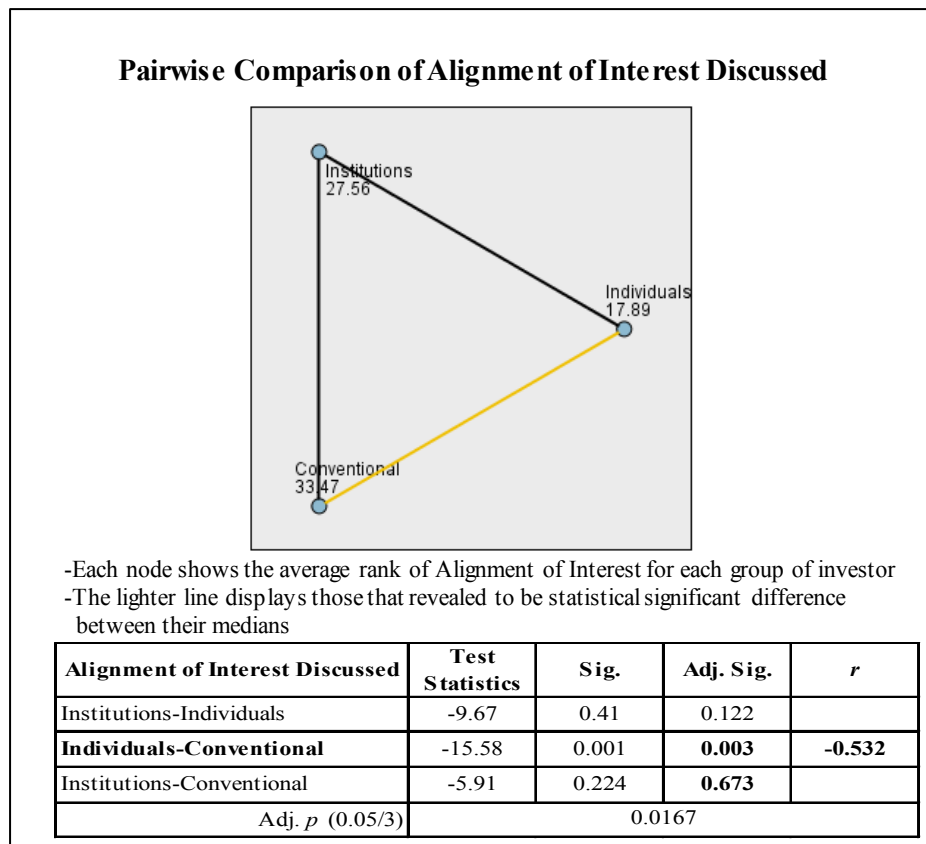 Pairwise Comparison of Alignment of Interest Discussed
Institutions
27.56
Individuals
17.89
Conventional
33.47
-Each node shows the average rank of Alignment of Interest for each group of investor
-The lighter line displays those that revealed to be statistical significant difference
between their medians
Alignment of Interest Discussed Test Statistics Sig. Adj. Sig. r
Institutions-Individuals -9.67 0.41 0.122
Individuals-Conventional -15.58 0.001 0.003 -0.532
Institutions-Conventional -5.91 0.224 0.673
Adj. p (0.05/3) 0.0167